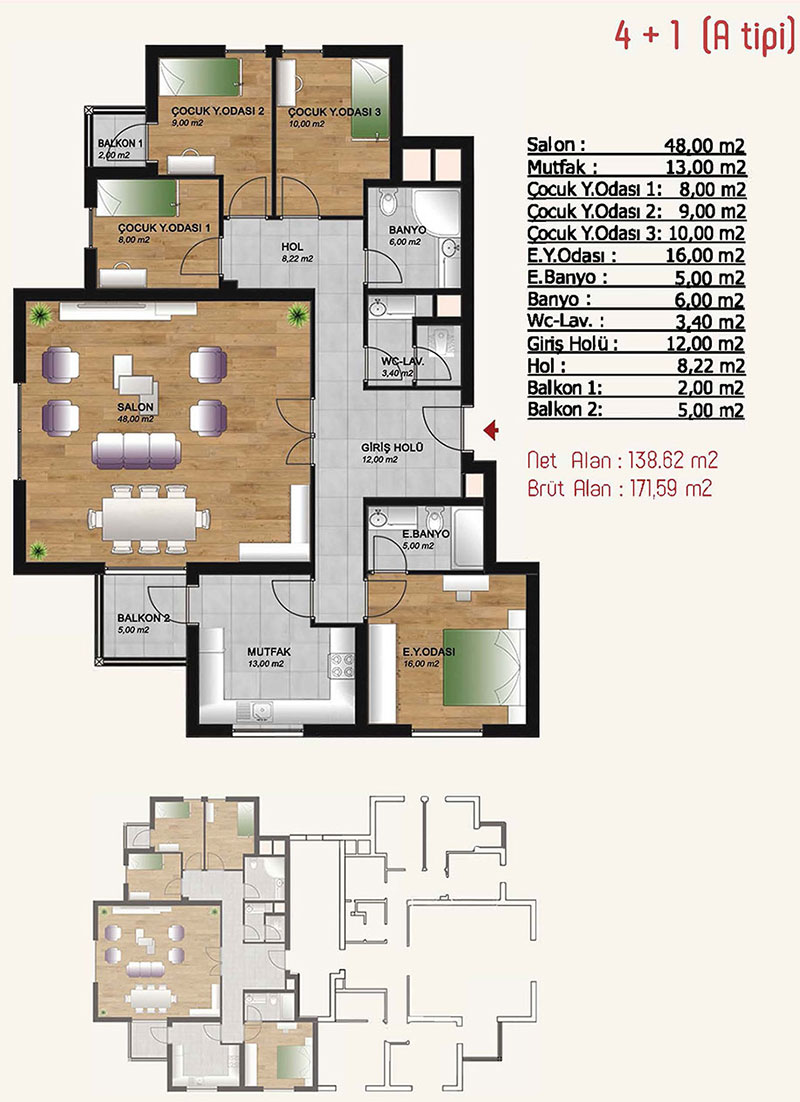 4 + 1 (A tipi)
Salon : 48,00 m2
Mutfak : 13,00 m2
Çocuk Y.Odası 1: 8,00 m2
Çocuk Y.Odası 2: 9,00 m2
Çocuk Y.Odası 3: 10,00 m2
E.Y.Odası : 16,00 m2
E.Banyo : 5,00 m2
Banyo : 6,00 m2
Wc-Lav. : 3,40 m2
Giriş Holü : 12,00 m2
Hol : 8,22 m2
Balkon 1: 2,00 m2
Balkon 2: 5,00 m2
Net Alan : 138.62 m2
Brüt Alan : 171,59 m2
ÇOCUK Y.ODASI 2
9,00 m2
ÇOCUK Y.ODASI 3
10,00 m2
BALKON 1
2,00 m2
ÇOCUK Y.ODASI 1
8,00 m2
HOL
8,22 m2
BANYO
6,00 m2
WC-LAV.
3,40 m2
SALON
48,00 m2
GİRİŞ HOLÜ
12,00 m2
E.BANYO
5,00 m2
BALKON 2
5,00 m2
MUTFAK
13,00 m2
E.Y.ODASI
16,00 m2